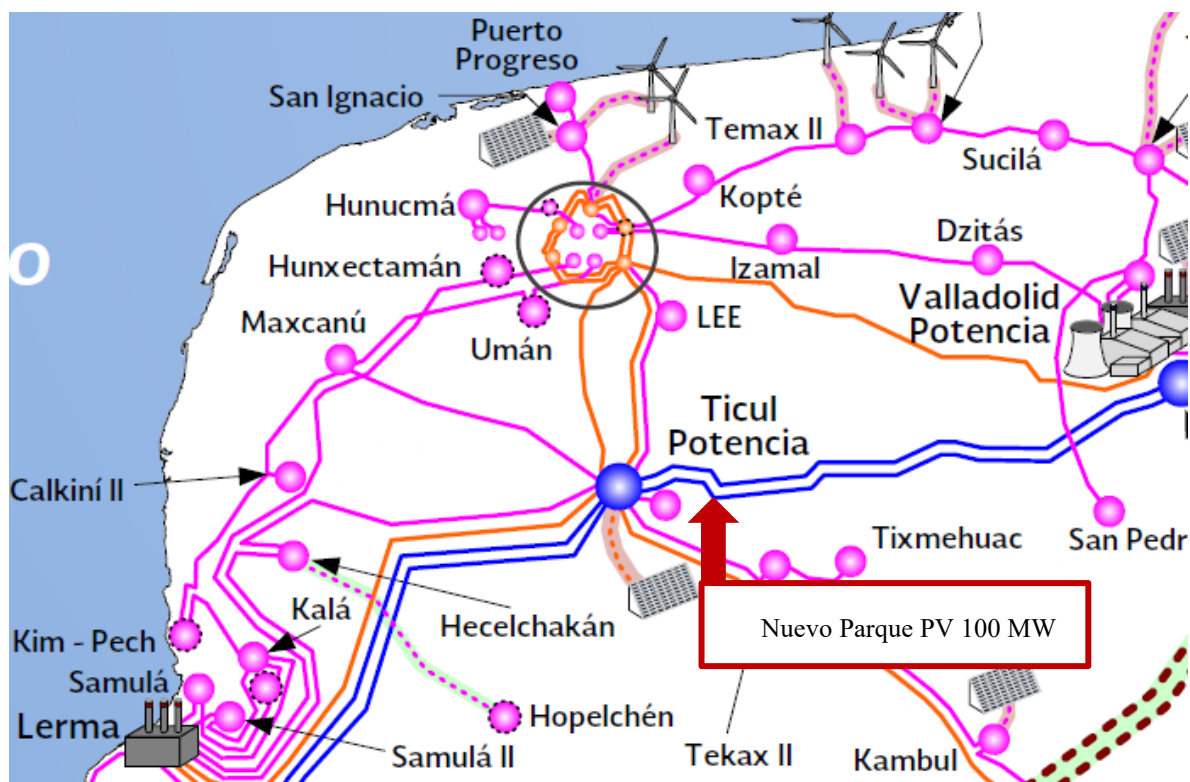 Puerto
Progreso
San Ignacio
Temax II
Sucilá
Hunucmá
Kopté
Dzitás
o
Hunxectamán
Izamal
Valladolid
Potencia
Maxcanú
LEE
Umán
Ticul
Potencia
Calkiní II
Tixmehuac
San Pedr
Nuevo Parque PV 100 MW
Kalá
Hecelchakán
Kim - Pech
Samulá
Lerma
Hopelchén
Samulá II
Tekax II
Kambul